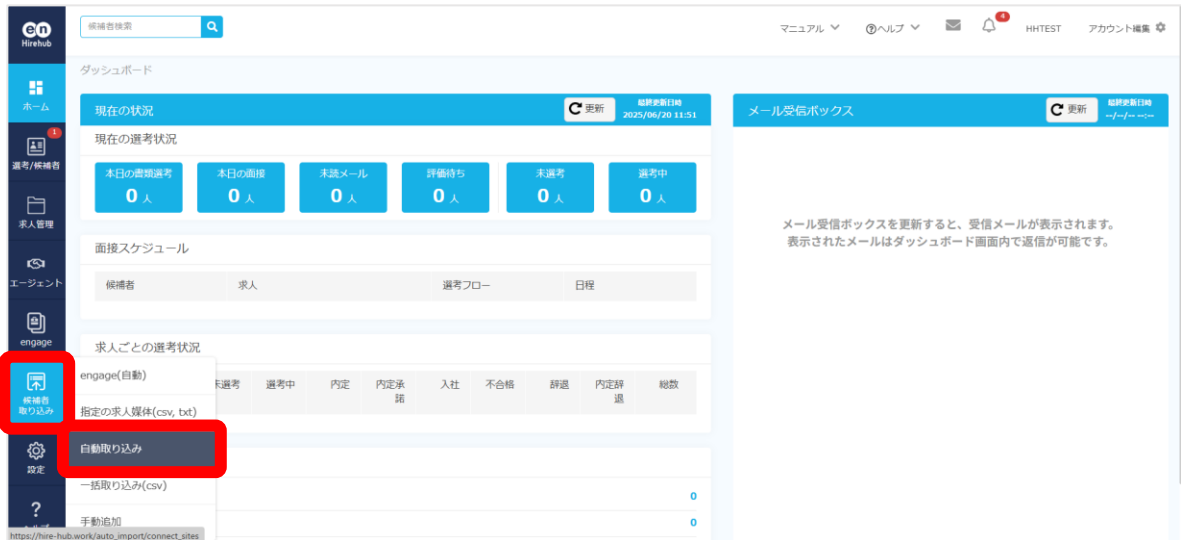 en
Hirehub
候補者検索
マニュアル
?ヘルプ
4
HHTEST
アカウント編集
ホーム
1
選考/候補者
求人管理
エージェント
engage
候補者
取り込み
設定
?
ダッシュボード
現在の状況
更新
最終更新日時
2025/06/20 11:51
現在の選考状況
本日の書類選考
0 人
本日の面接
0 人
未読メール
0 人
評価待ち
0 人
未選考
0 人
選考中
0 人
面接スケジュール
候補者
求人
選考フロー
日程
求人ごとの選考状況
未選考
選考中
内定
内定承
諾
入社
不合格
辞退
内定辞
退
総数
engage(自動)
指定の求人媒体(csv, txt)
自動取り込み
一括取り込み(csv)
手動追加
0
0
メール受信ボックス
更新
最終更新日時
--/--/-- --:--
メール受信ボックスを更新すると、受信メールが表示されます。
表示されたメールはダッシュボード画面内で返信が可能です。
https://hire-hub.work/auto_import/connect_sites